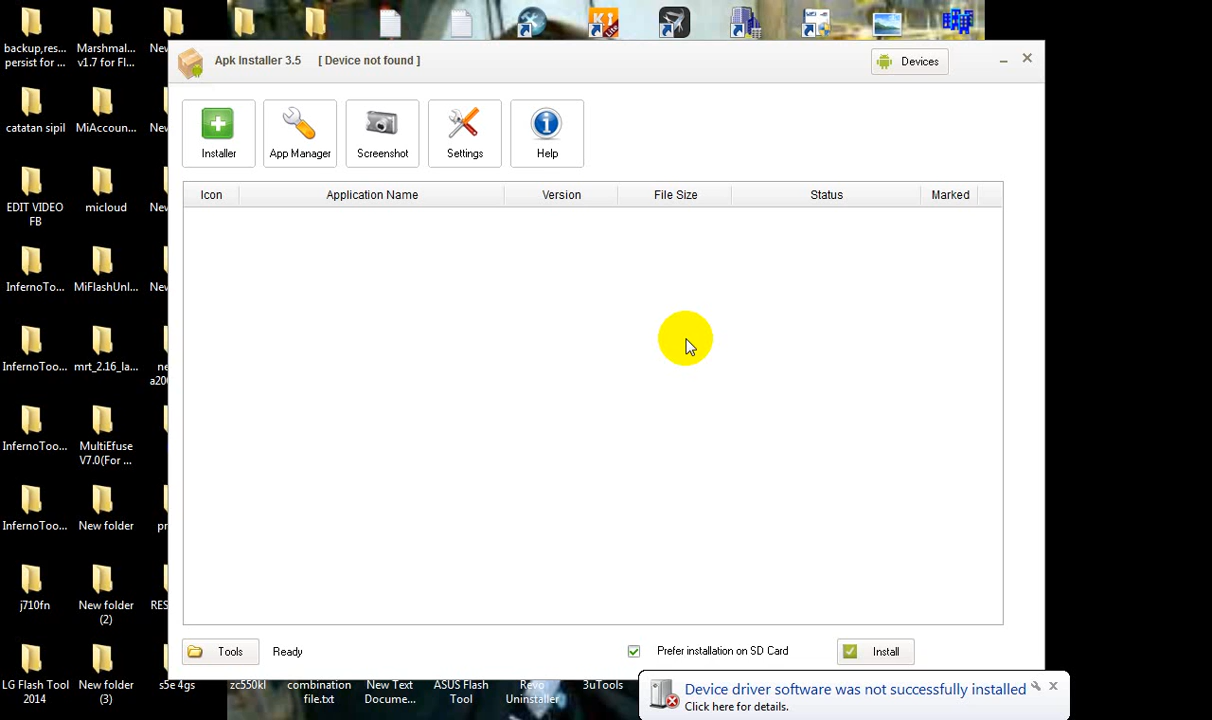 backup,res...
persist for ...
Marshmal...
v1.7 for Fl...
Apk Installer 3.5 [ Device not found ]
Devices
catatan sipil
MiAccoun...
Installer
App Manager
Screenshot
Settings
Help
Icon
Application Name
Version
File Size
Status
Marked
EDIT VIDEO
FB
micloud
InfernoToo...
MiFlashUnl...
InfernoToo...
mrt_2.16_la...
InfernoToo...
MultiEfuse
V7.0(For ...
InfernoToo...
New folder
j710fn
New folder
(2)
Tools
Ready
Prefer installation on SD Card
Install
LG Flash Tool
2014
New folder
(3)
s5e 4gs
zc550kl
combination
file.txt
New Text
Docume...
ASUS Flash
Tool
Revo
Uninstaller
3uTools
Device driver software was not successfully installed
Click here for details.